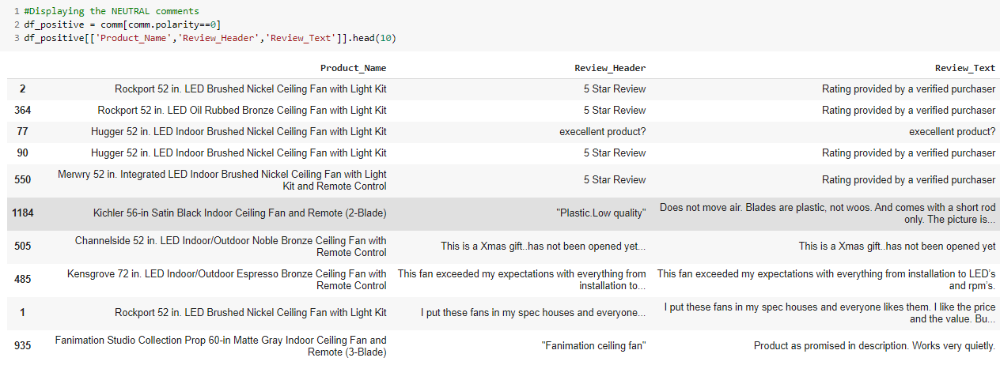 1 #Displaying the NEUTRAL comments
2 df_positive = comm[comm.polarity==0]
3 df_positive[['Product_Name','Review_Header','Review_Text']].head(10)
Product_Name Review_Header Review_Text
2 Rockport 52 in. LED Brushed Nickel Ceiling Fan with Light Kit 5 Star Review Rating provided by a verified purchaser
364 Rockport 52 in. LED Oil Rubbed Bronze Ceiling Fan with Light Kit 5 Star Review Rating provided by a verified purchaser
77 Hugger 52 in. LED Indoor Brushed Nickel Ceiling Fan with Light Kit execellent product? execellent product?
90 Hugger 52 in. LED Indoor Brushed Nickel Ceiling Fan with Light Kit 5 Star Review Rating provided by a verified purchaser
550 Merwry 52 in. Integrated LED Indoor Brushed Nickel Ceiling Fan with Light
Kit and Remote Control 5 Star Review Rating provided by a verified purchaser
1184 Kichler 56-in Satin Black Indoor Ceiling Fan and Remote (2-Blade) "Plastic.Low quality" Does not move air. Blades are plastic, not woos. And comes with a short rod
only. The picture is...
505 Channelside 52 in. LED Indoor/Outdoor Noble Bronze Ceiling Fan with
Remote Control This is a Xmas gift..has not been opened yet... This is a Xmas gift..has not been opened yet
485 Kensgrove 72 in. LED Indoor/Outdoor Espresso Bronze Ceiling Fan with
Remote Control This fan exceeded my expectations with everything from
installation to... This fan exceeded my expectations with everything from installation to LED's
and rpm's.
1 Rockport 52 in. LED Brushed Nickel Ceiling Fan with Light Kit I put these fans in my spec houses and everyone... I put these fans in my spec houses and everyone likes them. I like the price
and the value. Bu...
935 Fanimation Studio Collection Prop 60-in Matte Gray Indoor Ceiling Fan and
Remote (3-Blade) "Fanimation ceiling fan" Product as promised in description. Works very quietly.